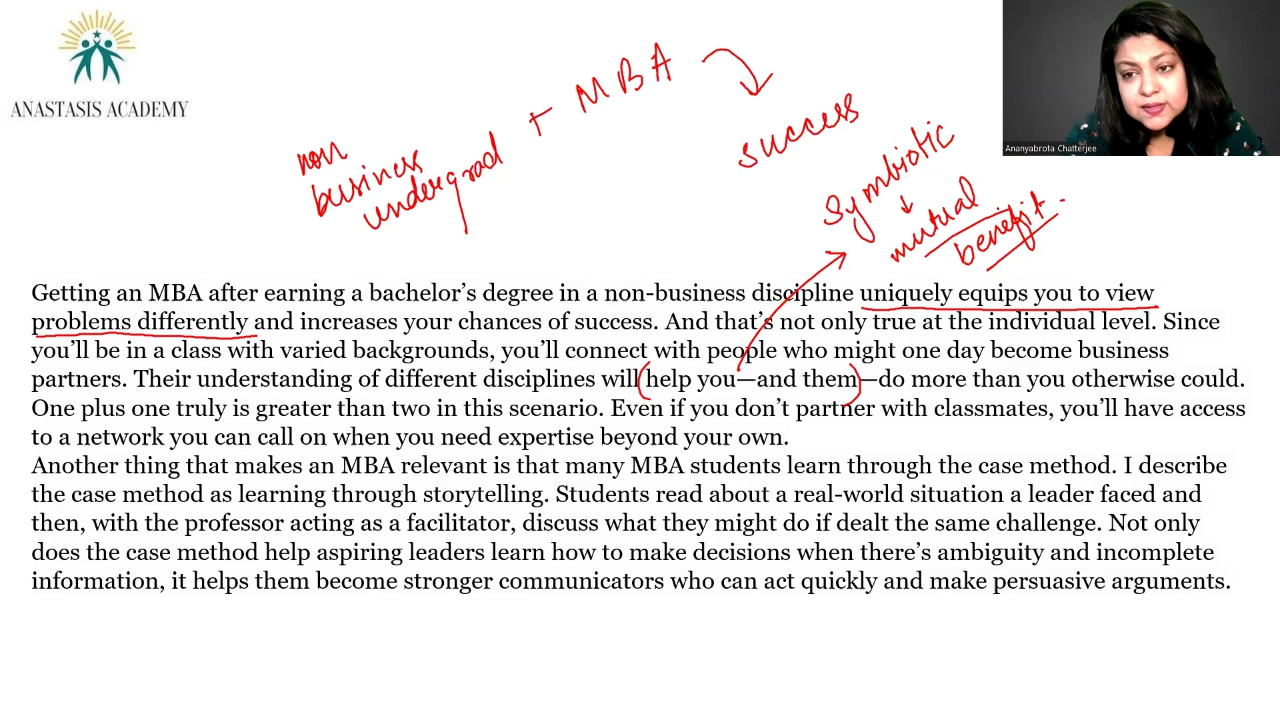 ANASTASIS ACADEMY
non
business
undergrad
+ MBA
success
Symbiotic
mutual
benefit.
Ananyabrota Chatterjee
Getting an MBA after earning a bachelor’s degree in a non-business discipline uniquely equips you to view
problems differently and increases your chances of success. And that’s not only true at the individual level. Since
you’ll be in a class with varied backgrounds, you’ll connect with people who might one day become business
partners. Their understanding of different disciplines will (help you—and them)—do more than you otherwise could.
One plus one truly is greater than two in this scenario. Even if you don’t partner with classmates, you’ll have access
to a network you can call on when you need expertise beyond your own.
Another thing that makes an MBA relevant is that many MBA students learn through the case method. I describe
the case method as learning through storytelling. Students read about a real-world situation a leader faced and
then, with the professor acting as a facilitator, discuss what they might do if dealt the same challenge. Not only
does the case method help aspiring leaders learn how to make decisions when there’s ambiguity and incomplete
information, it helps them become stronger communicators who can act quickly and make persuasive arguments.